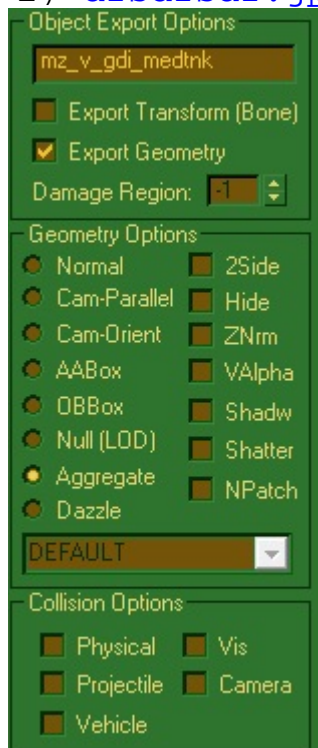 Object Export Options
mz_v_gdi_medtnk
Export Transform (Bone)
Export Geometry
Damage Region: -1
Geometry Options
Normal 2Side
Cam-Parallel Hide
Cam-Orient ZNrm
AABox VAlpha
OBBox Shadw
Null (LOD) Shatter
Aggregate NPatch
Dazzle
DEFAULT
Collision Options
Physical Vis
Projectile Camera
Vehicle